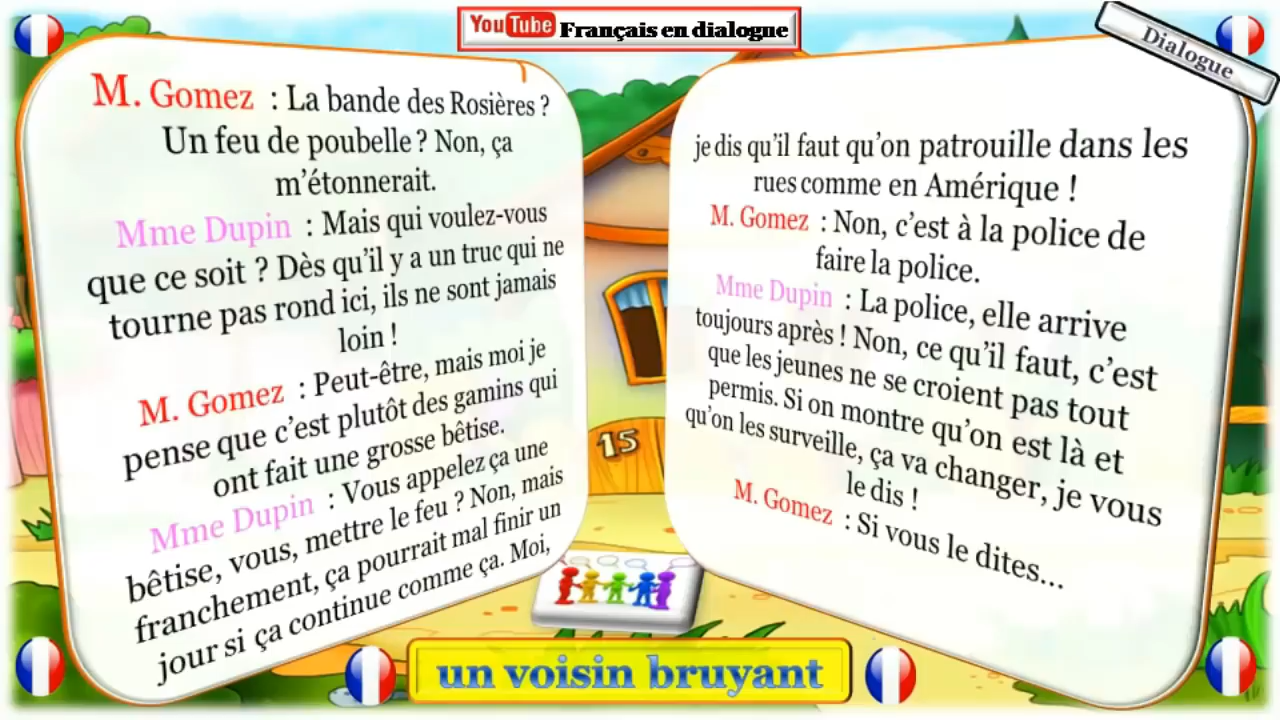 YouTube Français en dialogue
Dialogue
M. Gomez : La bande des Rosières ?
Un feu de poubelle ? Non, ça
m’étonnerait.
Mme Dupin : Mais qui voulez-vous
que ce soit ? Dès qu’il y a un truc qui ne
tourne pas rond ici, ils ne sont jamais
loin !
M. Gomez : Peut-être, mais moi je
pense que c’est plutôt des gamins qui
ont fait une grosse bêtise.
Mme Dupin : Vous appelez ça une
bêtise, vous, mettre le feu ? Non, mais
franchement, ça pourrait mal finir un
jour si ça continue comme ça. Moi,
je dis qu’il faut qu’on patrouille dans les
rues comme en Amérique !
M. Gomez : Non, c’est à la police de
faire la police.
Mme Dupin : La police, elle arrive
toujours après ! Non, ce qu’il faut, c’est
que les jeunes ne se croient pas tout
permis. Si on montre qu’on est là et
qu’on les surveille, ça va changer, je vous
le dis !
M. Gomez : Si vous le dites...
15
un voisin bruyant